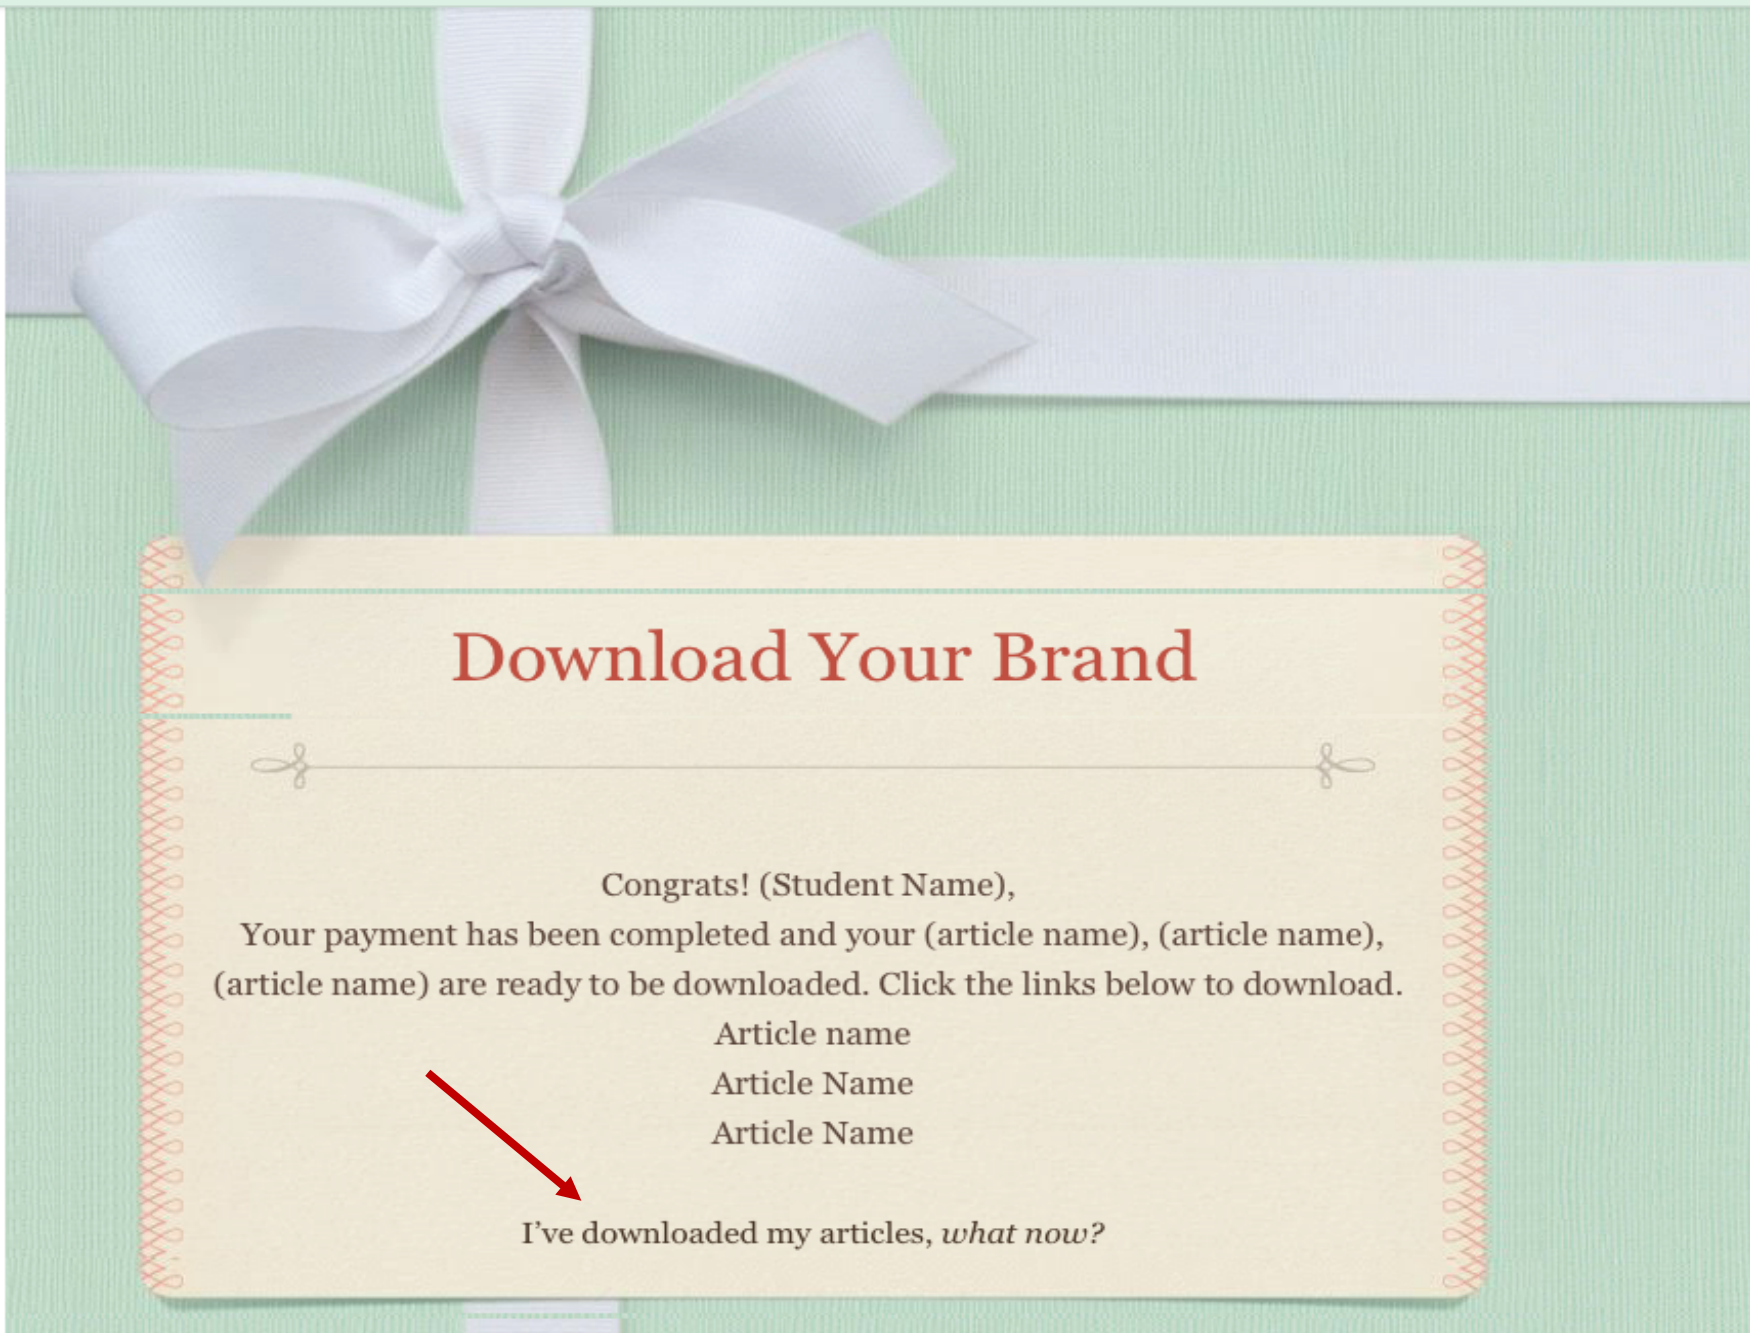 Download Your Brand
Congrats! (Student Name),
Your payment has been completed and your (article name), (article name),
(article name) are ready to be downloaded. Click the links below to download.
Article name
Article Name
Article Name
I’ve downloaded my articles, what now?